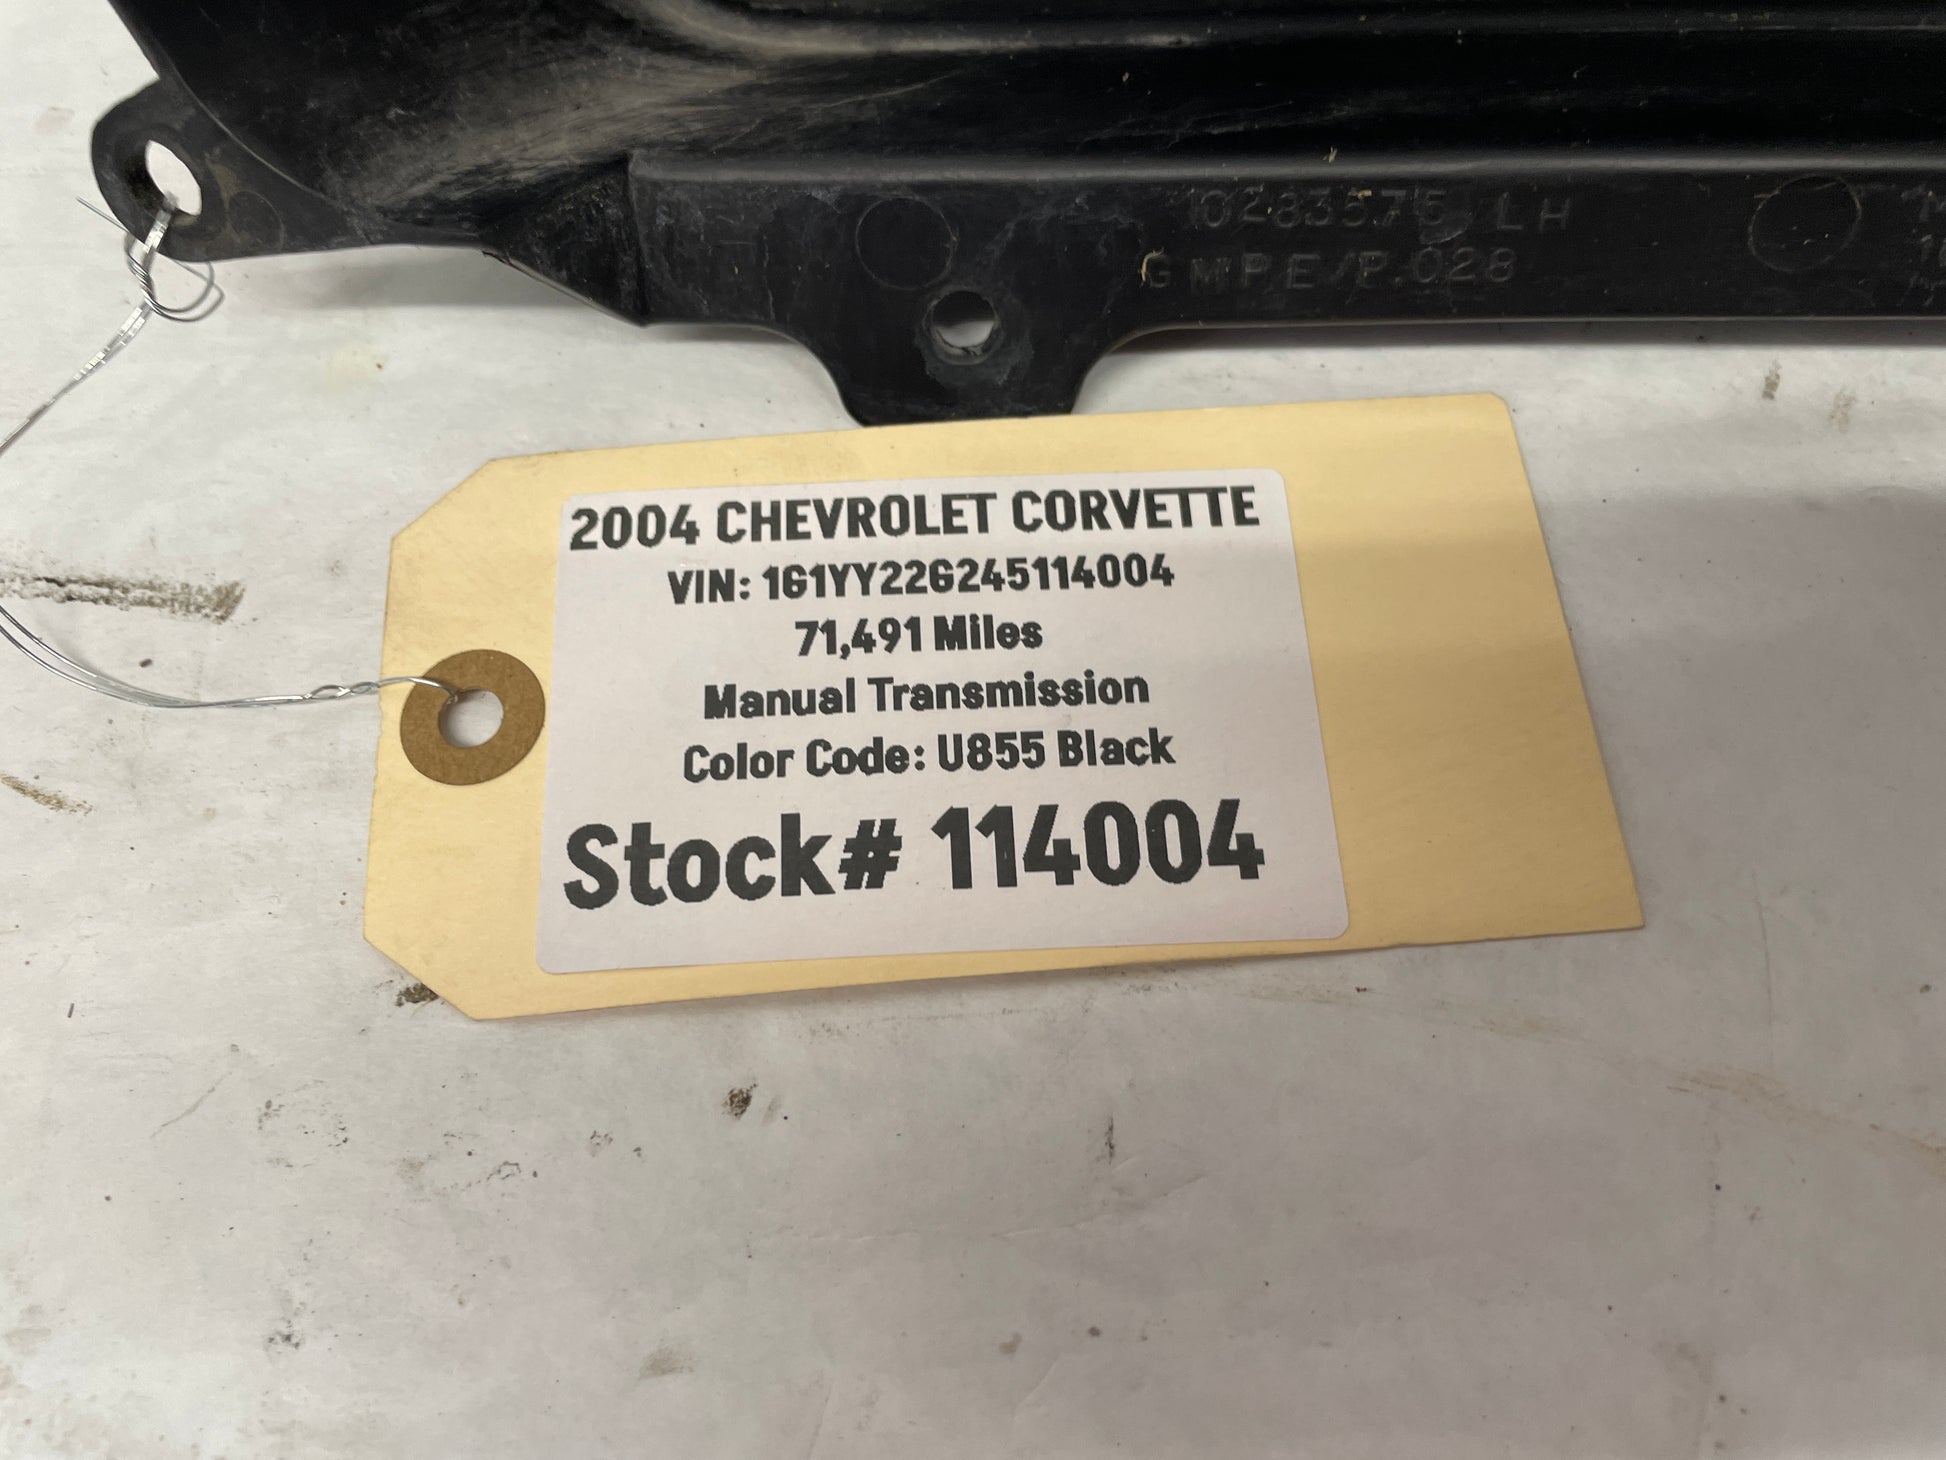 10283575 LH
GMPE/P.028
2004 CHEVROLET CORVETTE
VIN: 1G1YY22G245114004
71,491 Miles
Manual Transmission
Color Code: U855 Black
Stock# 114004